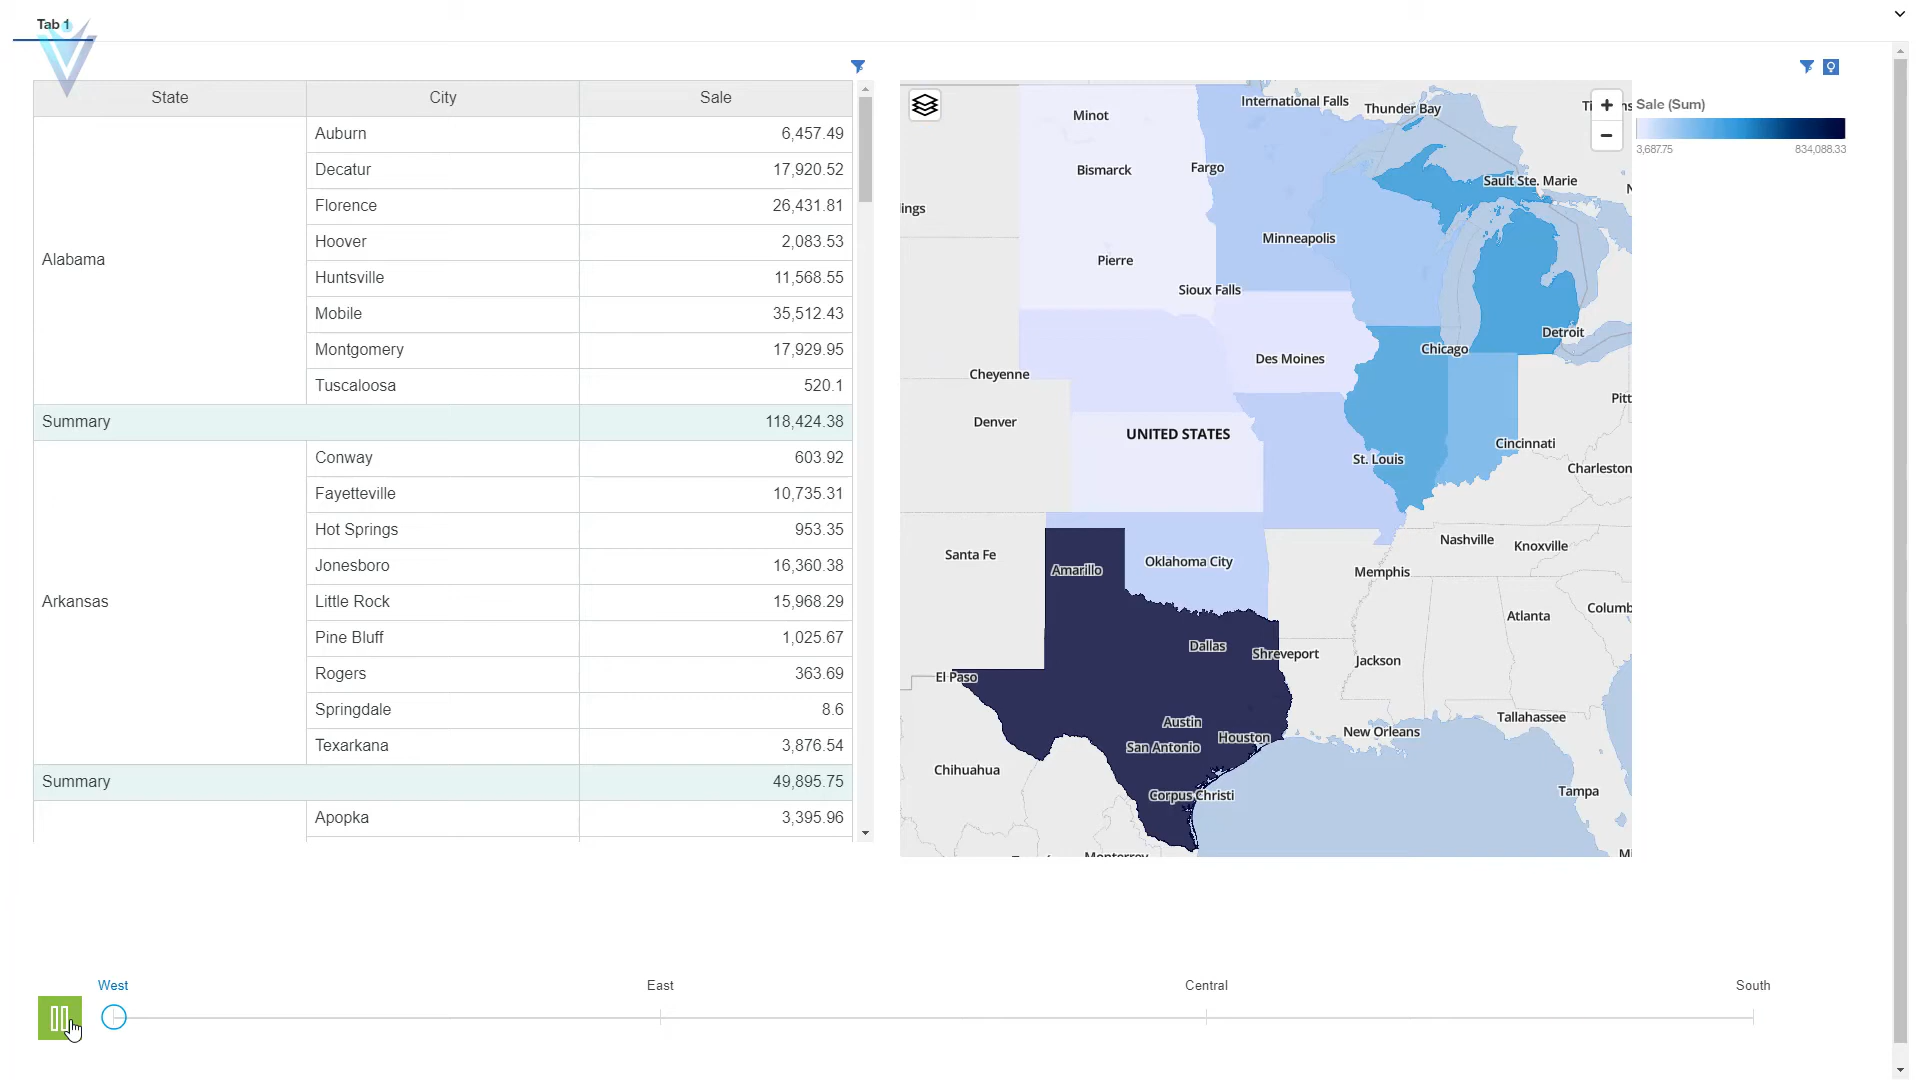 Tab 1
State City Sale
Auburn 6,457.49
Decatur 17,920.52
Florence 26,431.81
Hoover 2,083.53
Alabama
Huntsville 11,568.55
Mobile 35,512.43
Montgomery 17,929.95
Tuscaloosa 520.1
Summary 118,424.38
Conway 603.92
Fayetteville 10,735.31
Hot Springs 953.35
Jonesboro 16,360.38
Arkansas
Little Rock 15,968.29
Pine Bluff 1,025.67
Rogers 363.69
Springdale 8.6
Texarkana 3,876.54
Summary 49,895.75
Apopka 3,395.96
International Falls
Thunder Bay
Minot
Bismarck
Fargo
Sault Ste. Marie
ings
Minneapolis
Pierre
Sioux Falls
Detroit
Chicago
Des Moines
Cheyenne
Pitt
Denver
UNITED STATES
Cincinnati
St. Louis
Charleston
Nashville
Knoxville
Santa Fe
Oklahoma City
Amarillo
Memphis
Columb
Atlanta
Dallas
Shreveport
Jackson
El Paso
Tallahassee
Austin
New Orleans
Houston
San Antonio
Chihuahua
Corpus Christi
Tampa
Monterrey
Mi
+
−
Sale (Sum)
3,687.75 834,088.33
West East Central South